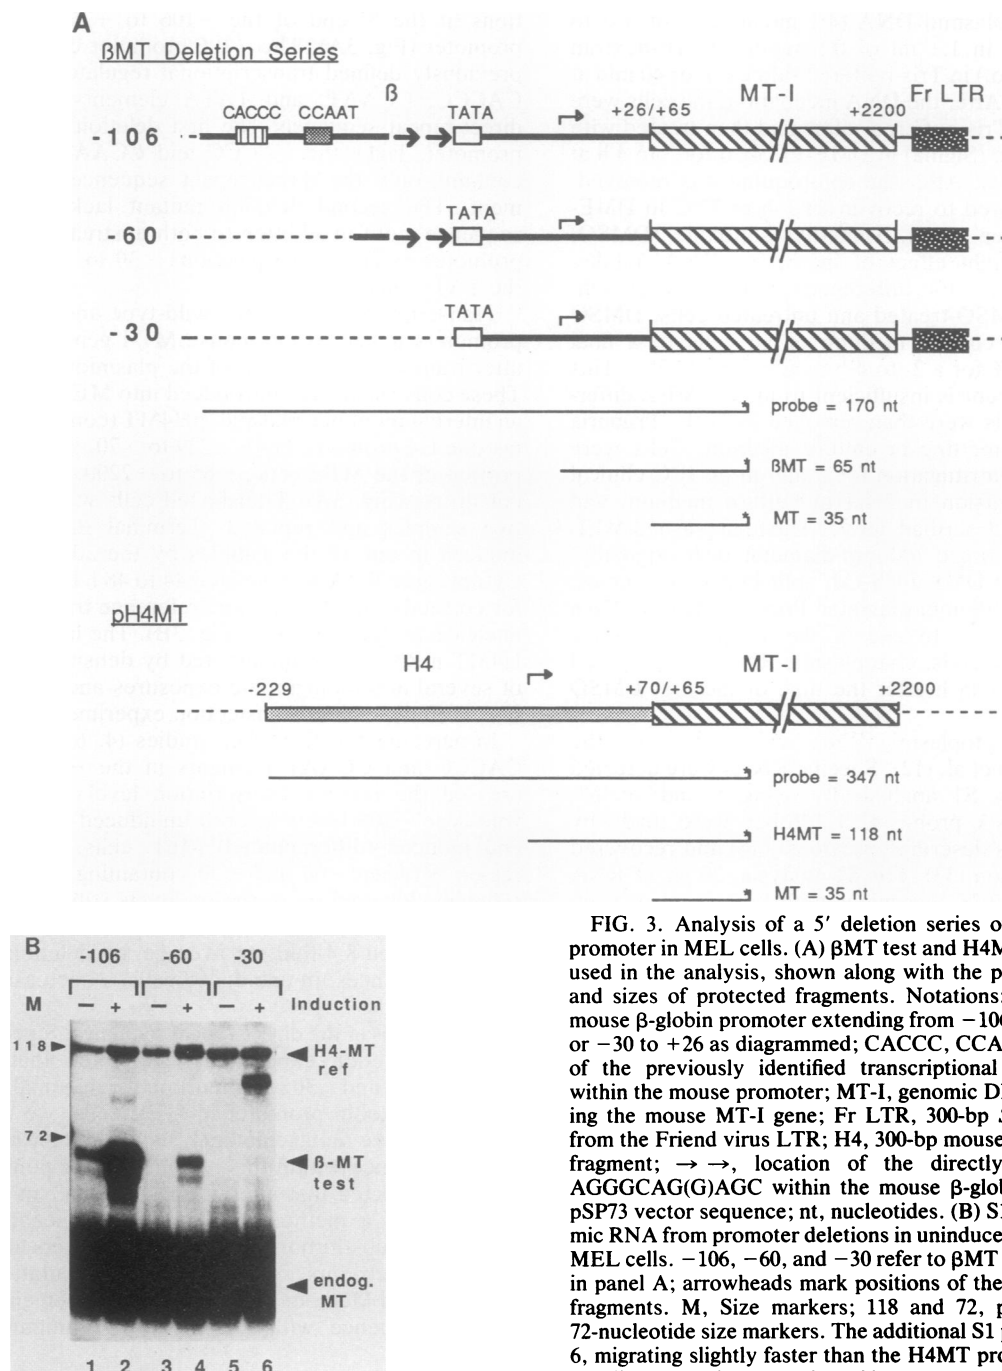 A
ßMT Deletion Series
ß MT-I Fr LTR
CACCC CCAAT TATA +26/+65 +2200
-106
TATA
-60
TATA
-30
* probe = 170 nt
* ßMT = 65 nt
* MT = 35 nt
pH4MT
H4 MT-I
-229 +70/+65 +2200
* probe = 347 nt
* H4MT = 118 nt
* MT = 35 nt
B
-106 -60 -30
M − + − + − + Induction
118 H4-MT
ref
72
ß-MT
test
endog.
MT
1 2 3 4 5 6
FIG. 3. Analysis of a 5′ deletion series o
promoter in MEL cells. (A) βMT test and H4M
used in the analysis, shown along with the p
and sizes of protected fragments. Notations:
mouse β-globin promoter extending from −106
or −30 to +26 as diagrammed; CACCC, CCA
of the previously identified transcriptional
within the mouse promoter; MT-I, genomic D
ing the mouse MT-I gene; Fr LTR, 300-bp
from the Friend virus LTR; H4, 300-bp mouse
fragment; → →, location of the directly
AGGGCAG(G)AGC within the mouse β-glob
pSP73 vector sequence; nt, nucleotides. (B) S
mic RNA from promoter deletions in uninduce
MEL cells. −106, −60, and −30 refer to βMT
in panel A; arrowheads mark positions of the
fragments. M, Size markers; 118 and 72, p
72-nucleotide size markers. The additional S1 p
6, migrating slightly faster than the H4MT pro